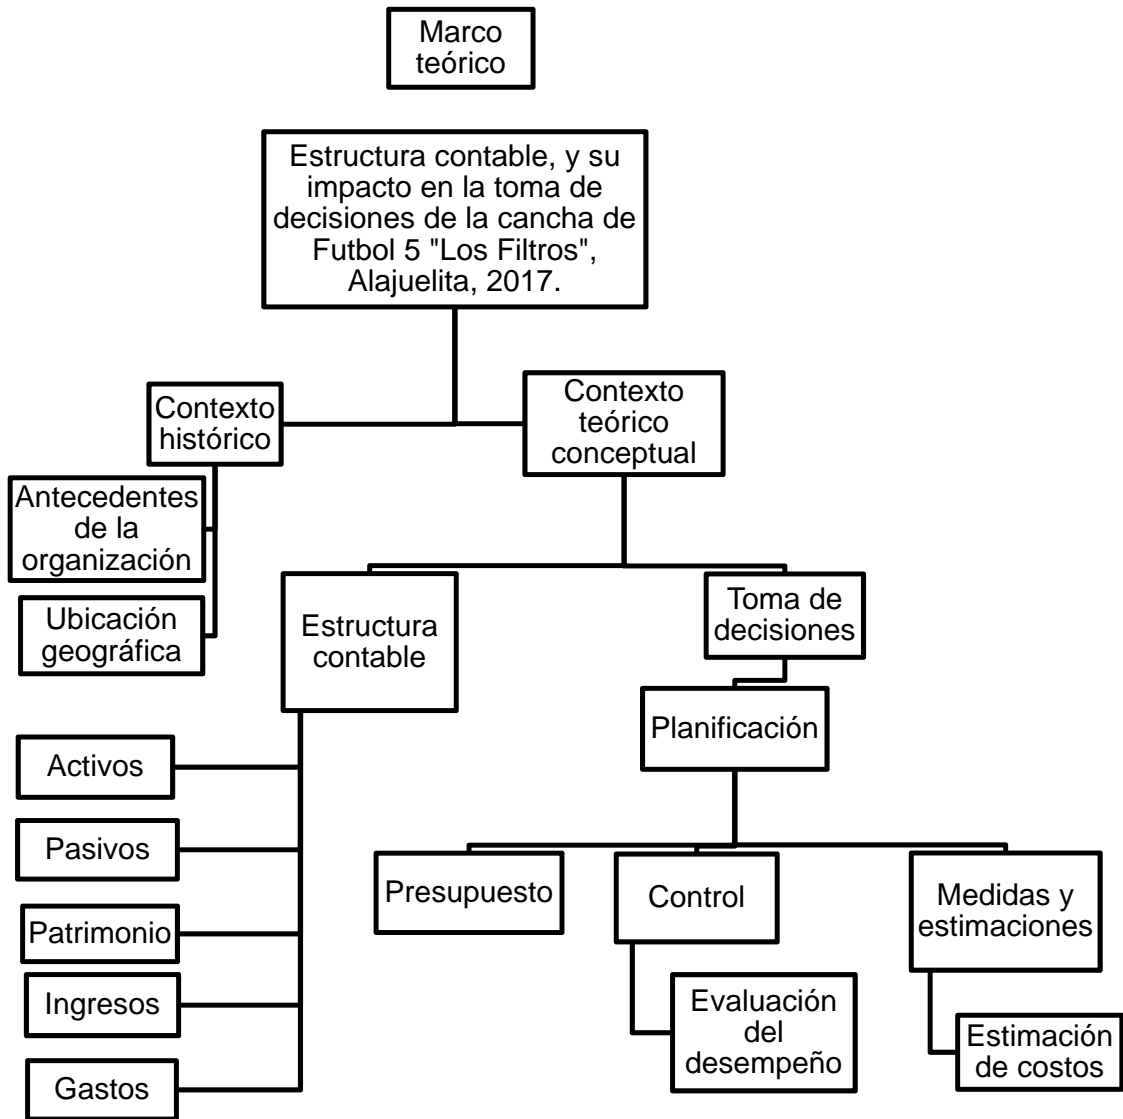 Marco
teórico
Estructura contable, y su
impacto en la toma de
decisiones de la cancha de
Futbol 5 "Los Filtros",
Alajuelita, 2017.
Contexto
histórico
Antecedentes
de la
organización
Ubicación
geográfica
Contexto
teórico
conceptual
Estructura
contable
Activos
Pasivos
Patrimonio
Ingresos
Gastos
Toma de
decisiones
Planificación
Presupuesto
Control
Evaluación
del
desempeño
Medidas y
estimaciones
Estimación
de costos